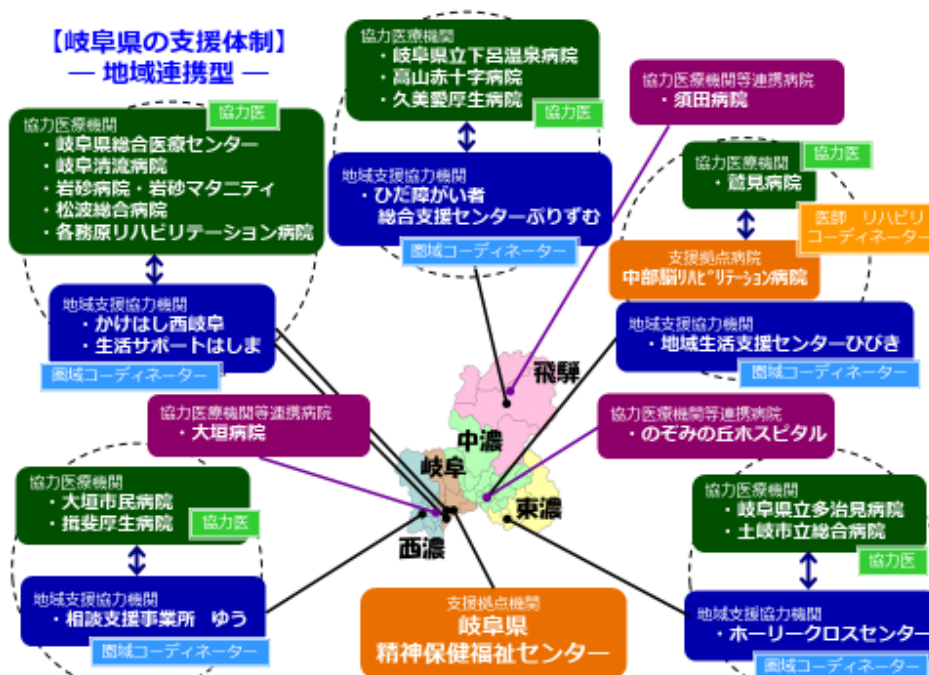 【岐阜県の支援体制】
― 地域連携型 ―
協力医療機関
・岐阜県立下呂温泉病院
・高山赤十字病院
・久美愛厚生病院
協力医
地域支援協力機関
・ひだ障がい者
総合支援センターぷりずむ
圏域コーディネーター
協力医療機関等連携病院
・須田病院
協力医
協力医療機関
・岐阜県総合医療センター
・岐阜清流病院
・岩砂病院・岩砂マタニティ
・松波総合病院
・各務原リハビリテーション病院
地域支援協力機関
・かけはし西岐阜
・生活サポートはしま
圏域コーディネーター
協力医
協力医療機関
・鷲見病院
医師 リハビリ
コーディネーター
支援拠点病院
中部脳ﾘﾊﾋﾞﾘﾃｰｼｮﾝ病院
地域支援協力機関
・地域生活支援センターひびき
圏域コーディネーター
飛騨
中濃
岐阜
東濃
西濃
協力医療機関等連携病院
・大垣病院
協力医療機関等連携病院
・のぞみの丘ホスピタル
協力医療機関
・大垣市民病院
・揖斐厚生病院
協力医
地域支援協力機関
・相談支援事業所 ゆう
圏域コーディネーター
支援拠点機関
岐阜県
精神保健福祉センター
協力医療機関
・岐阜県立多治見病院
・土岐市立総合病院
協力医
地域支援協力機関
・ホーリークロスセンター
圏域コーディネーター